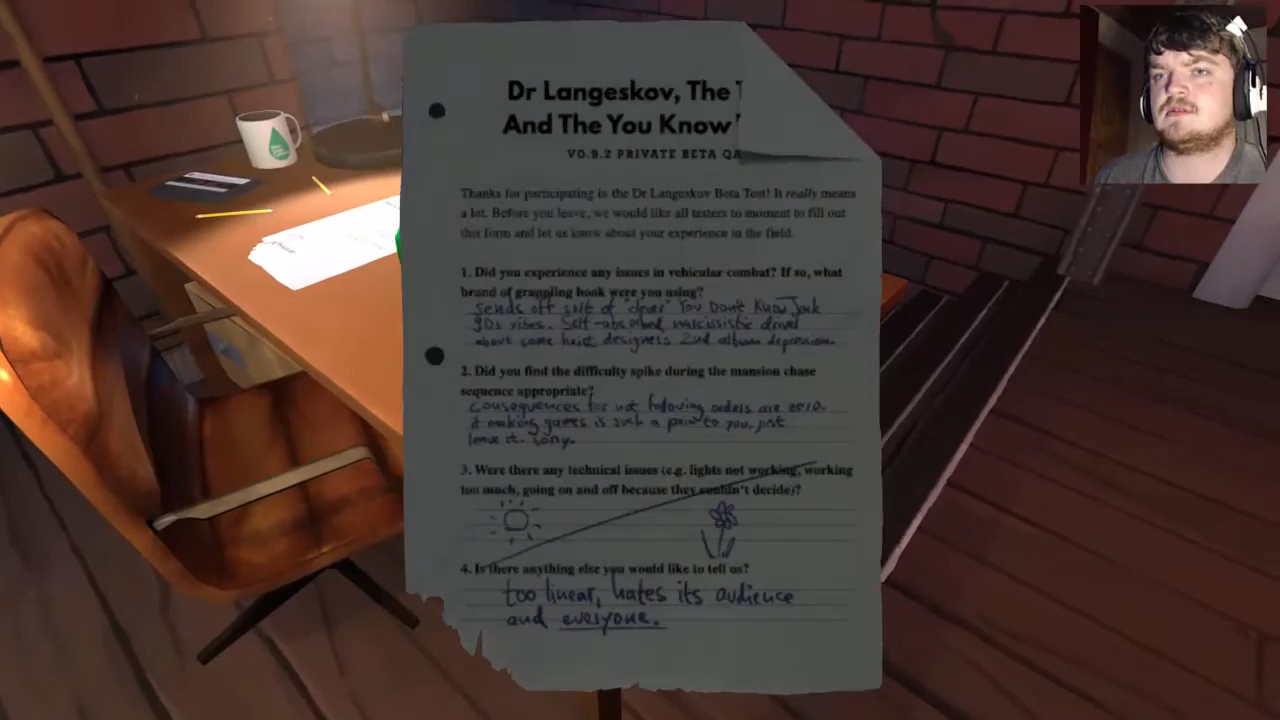 Dr Langeskov, The T
And The You Know
V0.9.2 PRIVATE BETA QA
Thanks for participating in the Dr Langeskov Beta Test! It really means
a lot. Before you leave, we would like all testers to moment to fill out
this form and let us know about your experience in the field.
1. Did you experience any issues in vehicular combat? If so, what
brand of grappling hook were you using?
Sends off sort of 'clever' You Don't Know Jack
90s vibes. Self-absorbed narcissistic drivel
about some heist designers 2nd album depression.
2. Did you find the difficulty spike during the mansion chase
sequence appropriate?
Consequences for not following orders are zero.
if making games is such a pain to you, just
leave it. Sorry.
3. Were there any technical issues (e.g. lights not working, working
too much, going on and off because they couldn't decide)?
4. Is there anything else you would like to tell us?
too linear, hates its audience
and everyone.